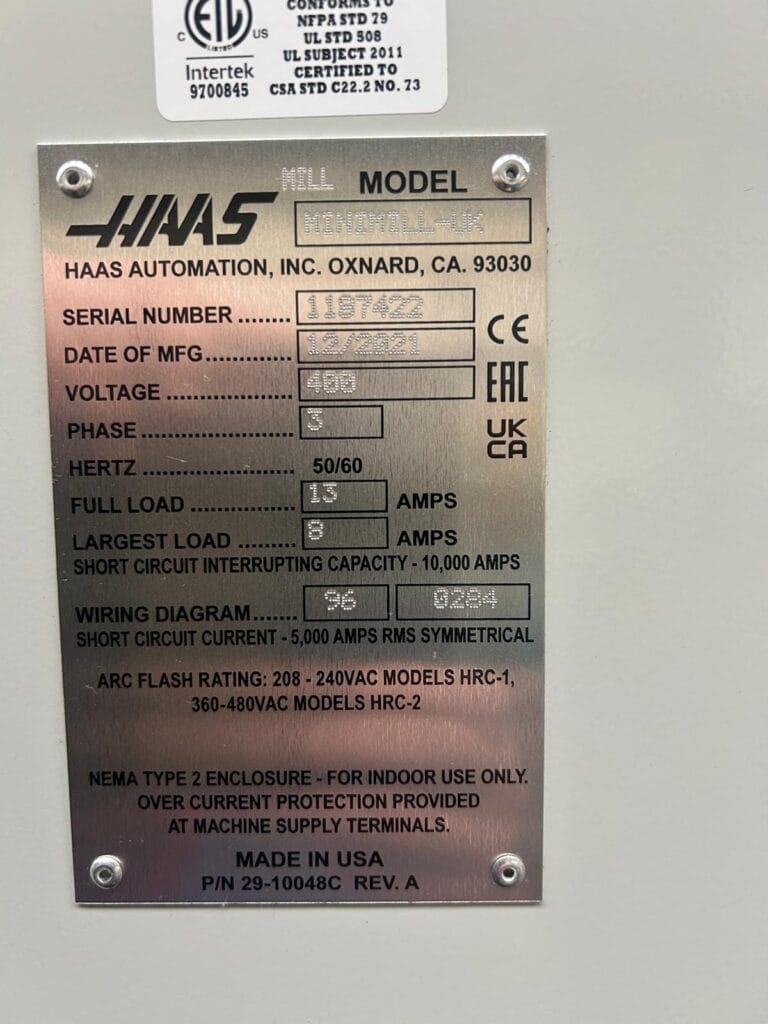 CONFORMS TO
NFPA STD 79
UL STD 508
UL SUBJECT 2011
CERTIFIED TO
CSA STD C22.2 NO. 73
ETL
C US
LISTED
Intertek
9700845
MILL MODEL
HAAS MINIMILL-UK
HAAS AUTOMATION, INC. OXNARD, CA. 93030
SERIAL NUMBER ........ 1187422
DATE OF MFG.............. 12/2021
VOLTAGE ................... 400
PHASE ....................... 3
HERTZ ....................... 50/60
FULL LOAD ................ 13 AMPS
LARGEST LOAD ......... 8 AMPS
SHORT CIRCUIT INTERRUPTING CAPACITY - 10,000 AMPS
WIRING DIAGRAM....... 96 0284
SHORT CIRCUIT CURRENT - 5,000 AMPS RMS SYMMETRICAL
CE
EAC
UK
CA
ARC FLASH RATING: 208 - 240VAC MODELS HRC-1,
360-480VAC MODELS HRC-2
NEMA TYPE 2 ENCLOSURE - FOR INDOOR USE ONLY.
OVER CURRENT PROTECTION PROVIDED
AT MACHINE SUPPLY TERMINALS.
MADE IN USA
P/N 29-10048C REV. A